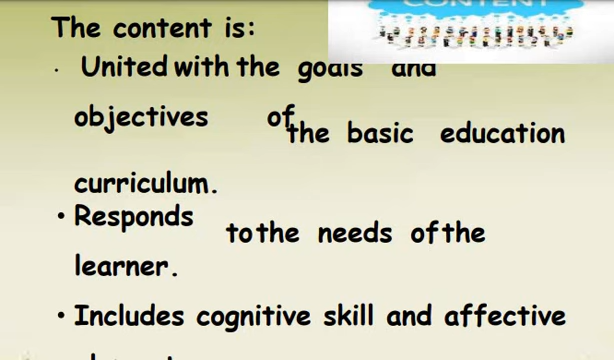 CONTENT
The content is:
· United with the goals and
objectives of the basic education
curriculum.
• Responds to the needs of the
learner.
• Includes cognitive skill and affective